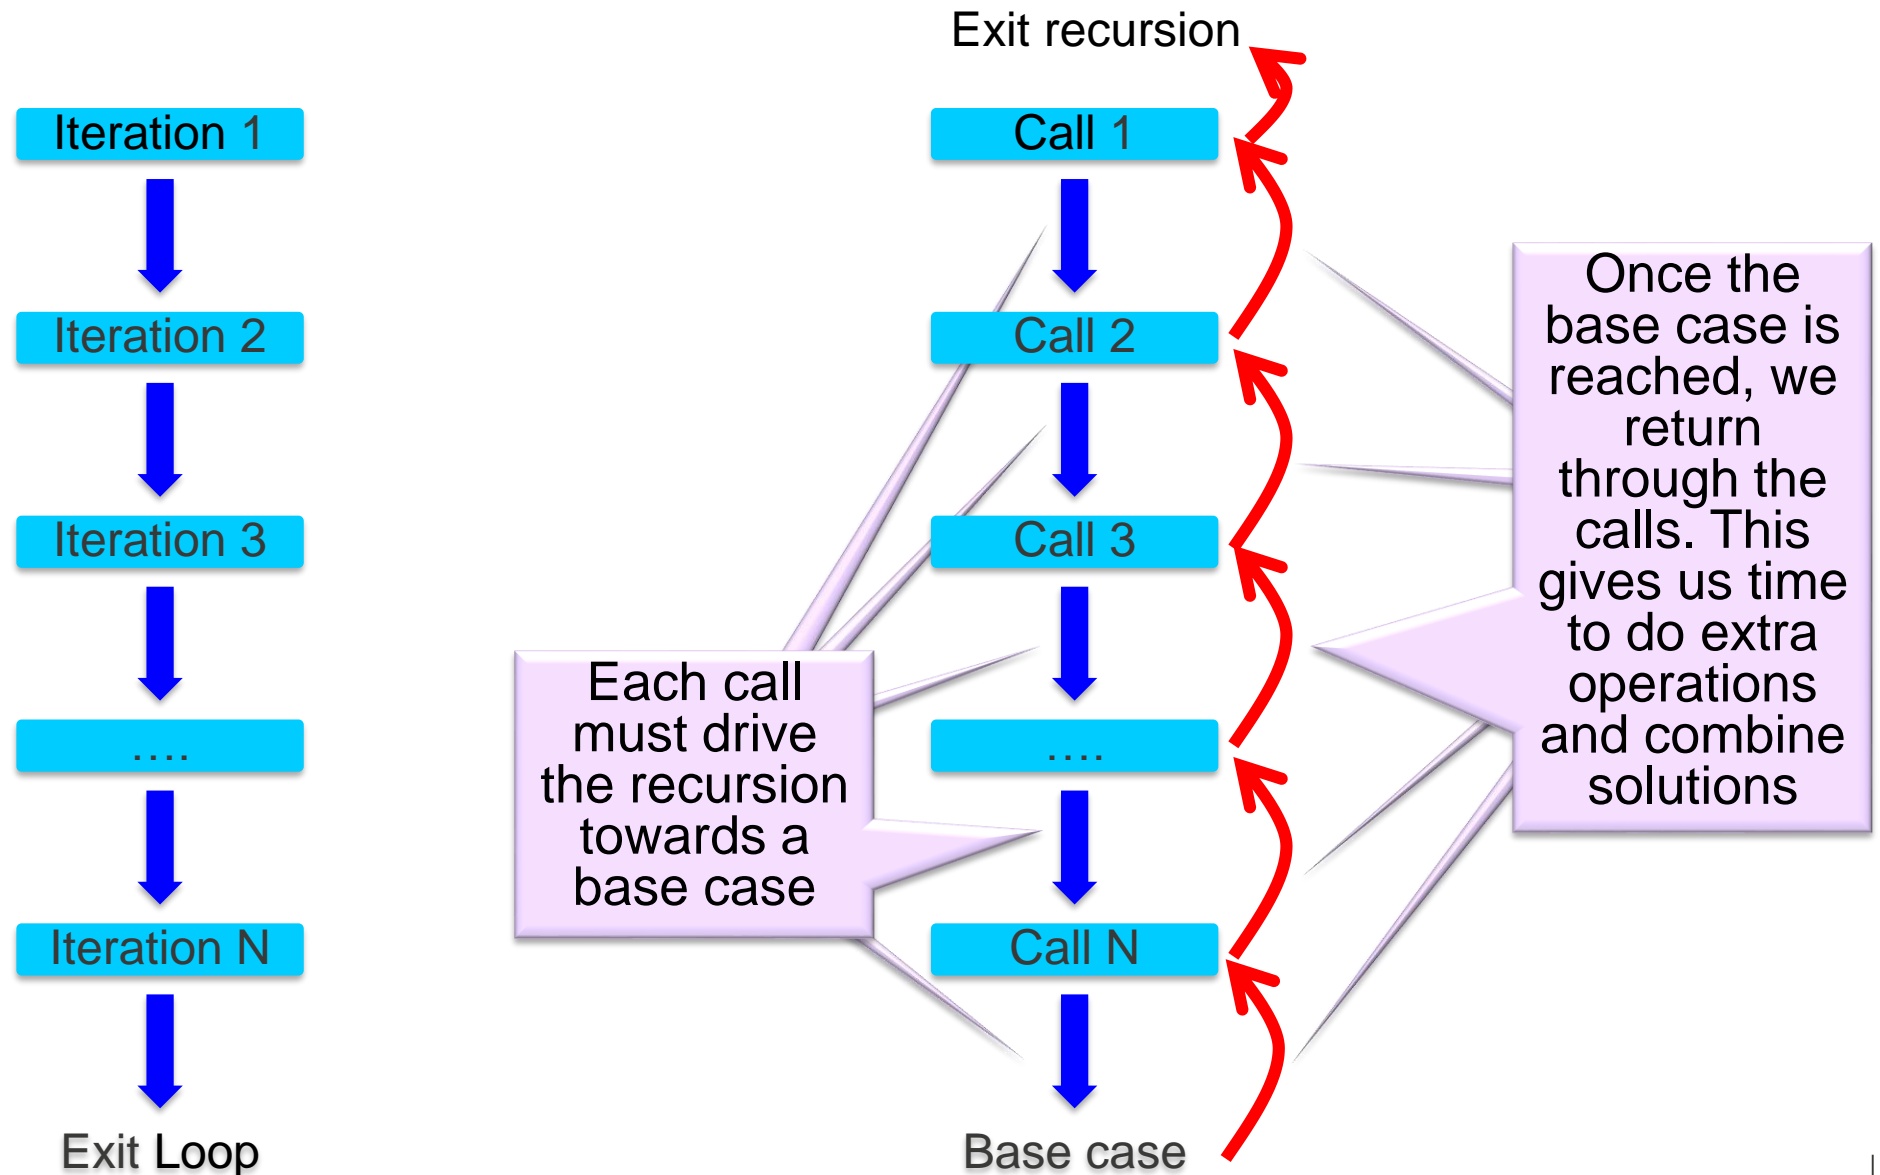 Exit recursion
Iteration 1
Iteration 2
Iteration 3
....
Iteration N
Exit Loop
Call 1
Call 2
Call 3
....
Call N
Base case
Each call
must drive
the recursion
towards a
base case
Once the
base case is
reached, we
return
through the
calls. This
gives us time
to do extra
operations
and combine
solutions